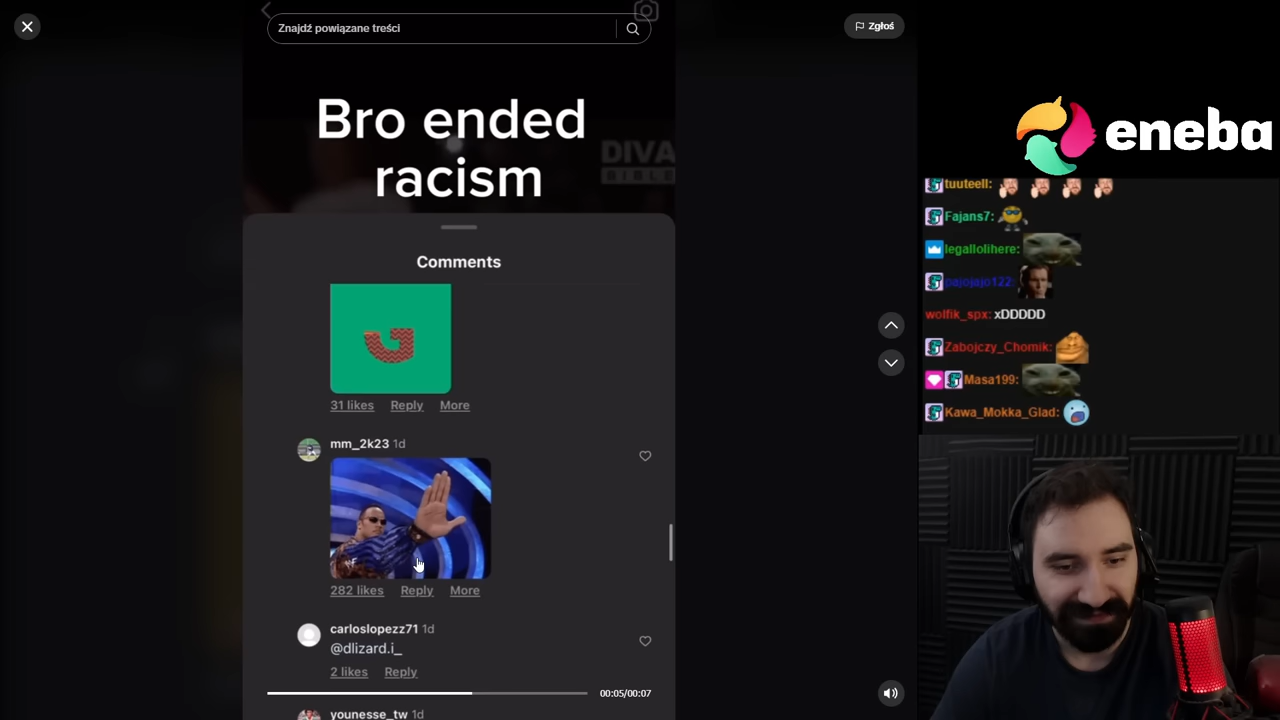 Znajdź powiązane treści
Zgłoś
Bro ended
racism
DIVA
BIBLE
Comments
31 likes Reply More
mm_2k23 1d
282 likes Reply More
carloslopezz71 1d
@dlizard.i_
2 likes Reply
00:05/00:07
younesse_tw 1d
eneba
tuuteell:
Fajans7:
legallolihere:
pajojajo122:
wolfik_spx: xDDDDD
Zabojczy_Chomik:
Masa199:
Kawa_Mokka_Glad: